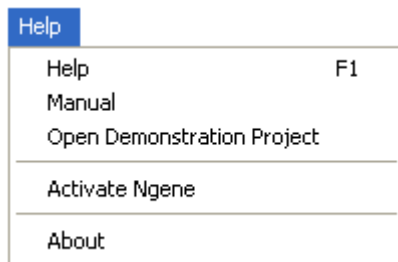 Help
Help F1
Manual
Open Demonstration Project
Activate Ngene
About